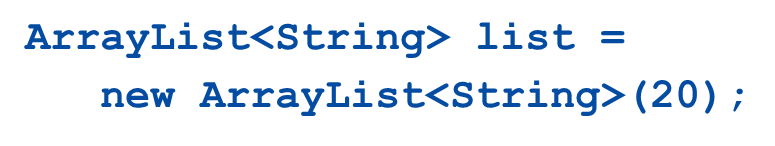 ArrayList<String> list =
new ArrayList<String>(20);